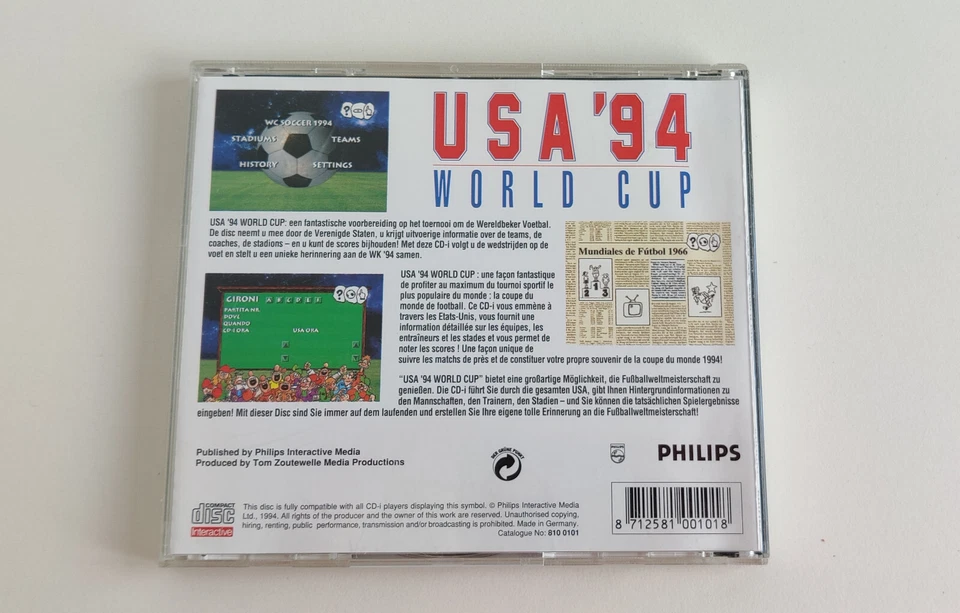 USA '94
WORLD CUP
WC SOCCER 1994
STADIUMS
TEAMS
HISTORY
SETTINGS
USA '94 WORLD CUP: een fantastische voorbereiding op het toernooi om de Wereldbeker Voetbal.
De disc neemt u mee door de Verenigde Staten, u krijgt uitvoerige informatie over de teams, de
coaches, de stadions – en u kunt de scores bijhouden! Met deze CD-i volgt u de wedstrijden op de
voet en stelt u een unieke herinnering aan de WK '94 samen.
Mundiales de Fútbol 1966
GIRONI A B C D E F
PARTITA NR.
DOVE
QUANDO
CD-I ORA
USA ORA
USA '94 WORLD CUP : une façon fantastique
de profiter au maximum du tournoi sportif le
plus populaire du monde : la coupe du
monde de football. Ce CD-i vous emmène à
travers les Etats-Unis, vous fournit une
information détaillée sur les équipes, les
entraîneurs et les stades et vous permet de
noter les scores ! Une façon unique de
suivre les matchs de près et de constituer votre propre souvenir de la coupe du monde 1994!
"USA '94 WORLD CUP" bietet eine großartige Möglichkeit, die Fußballweltmeisterschaft zu
genießen. Die CD-i führt Sie durch die gesamten USA, gibt Ihnen Hintergrundinformationen zu
den Mannschaften, den Trainern, den Stadien – und Sie können die tatsächlichen Spielergebnisse
eingeben! Mit dieser Disc sind Sie immer auf dem laufenden und erstellen Sie Ihre eigene tolle Erinnerung an die Fußballweltmeisterschaft!
Published by Philips Interactive Media
Produced by Tom Zoutewelle Media Productions
DER GRÜNE PUNKT
PHILIPS
PHILIPS
COMPACT
disc
Interactive
This disc is fully compatible with all CD-i players displaying this symbol. © Philips Interactive Media
Ltd., 1994. All rights of the producer and the owner of this work are reserved. Unauthorised copying,
hiring, renting, public performance, transmission and/or broadcasting is prohibited. Made in Germany.
Catalogue No: 810 0101
8 712581 001018